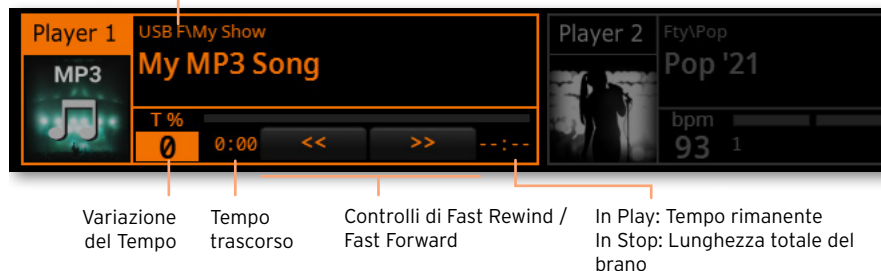 Player 1
USB F\My Show
My MP3 Song
MP3
T %
0
0:00
<<
>>
--:--
Player 2
Fty\Pop
Pop '21
bpm
93
1
Variazione
del Tempo
Tempo
trascorso
Controlli di Fast Rewind /
Fast Forward
In Play: Tempo rimanente
In Stop: Lunghezza totale del
brano